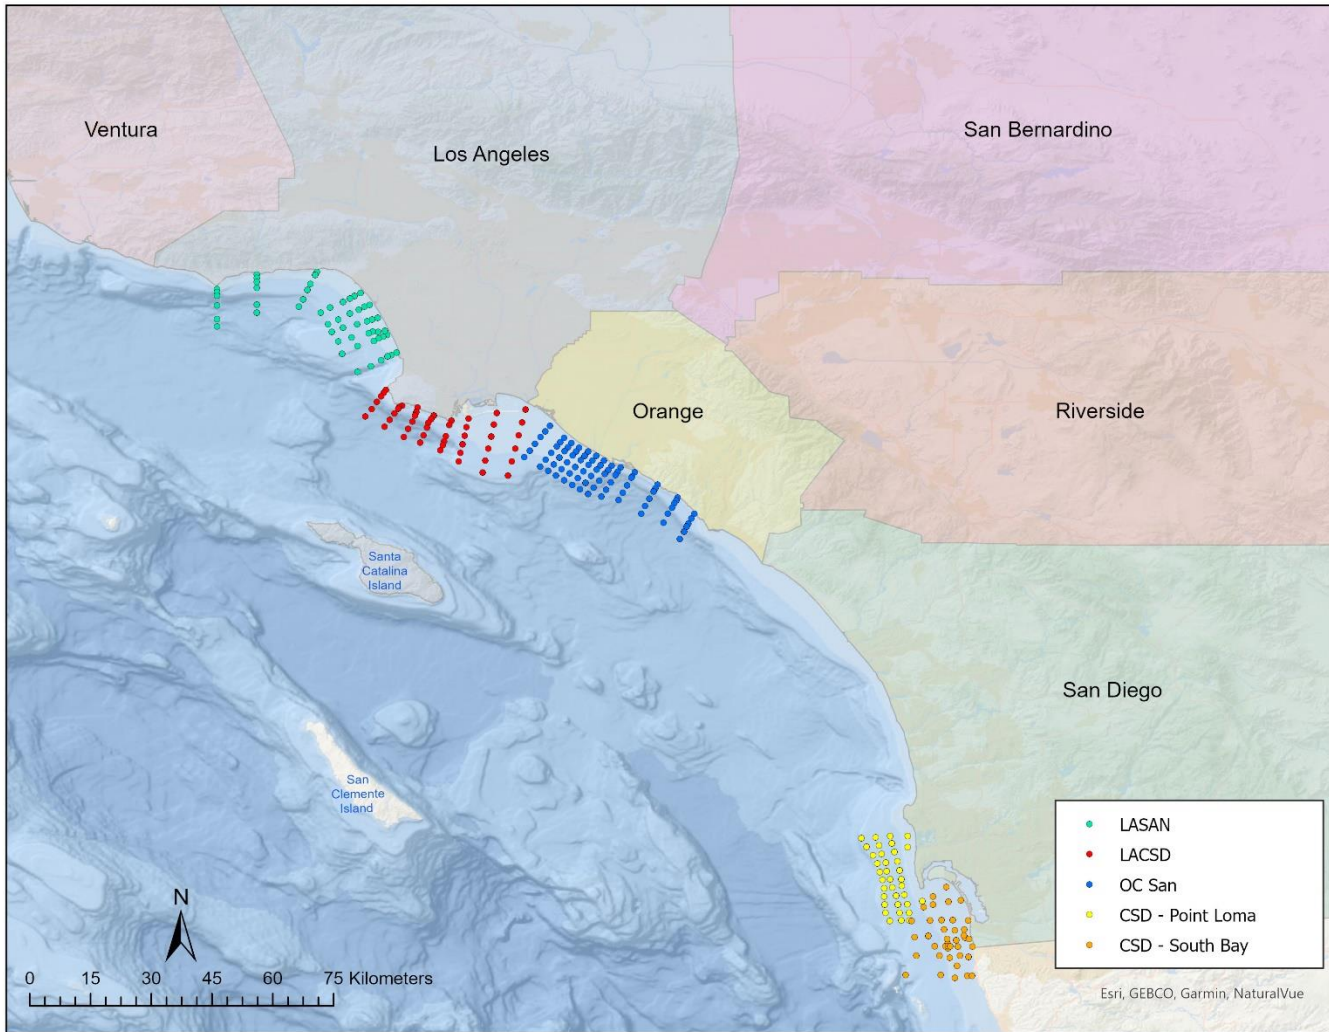 Ventura
Los Angeles
San Bernardino
Orange
Riverside
Santa
Catalina
Island
San Diego
San
Clemente
Island
LASAN
LACSD
OC San
CSD - Point Loma
CSD - South Bay
N
0 15 30 45 60 75 Kilometers
Esri, GEBCO, Garmin, NaturalVue